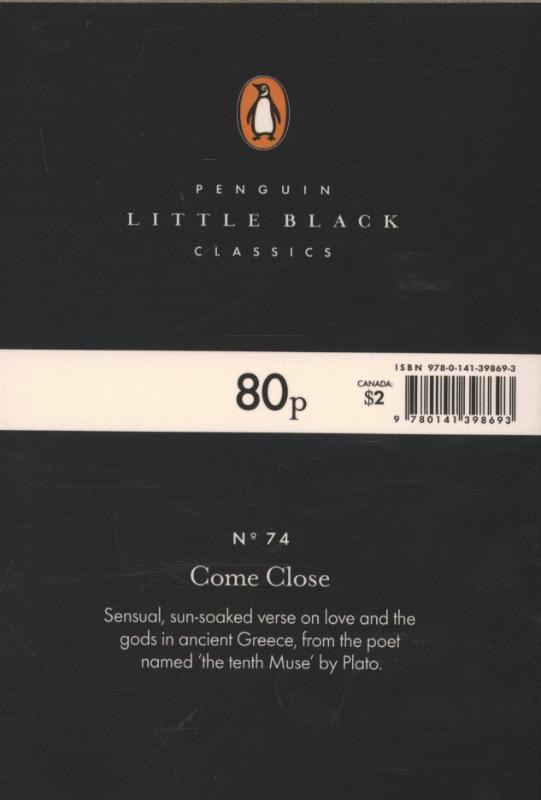 PENGUIN
LITTLE BLACK
CLASSICS
80p
CANADA:
$2
ISBN 978-0-141-39869-3
9 780141 398693
Nº 74
Come Close
Sensual, sun-soaked verse on love and the
gods in ancient Greece, from the poet
named ‘the tenth Muse’ by Plato.